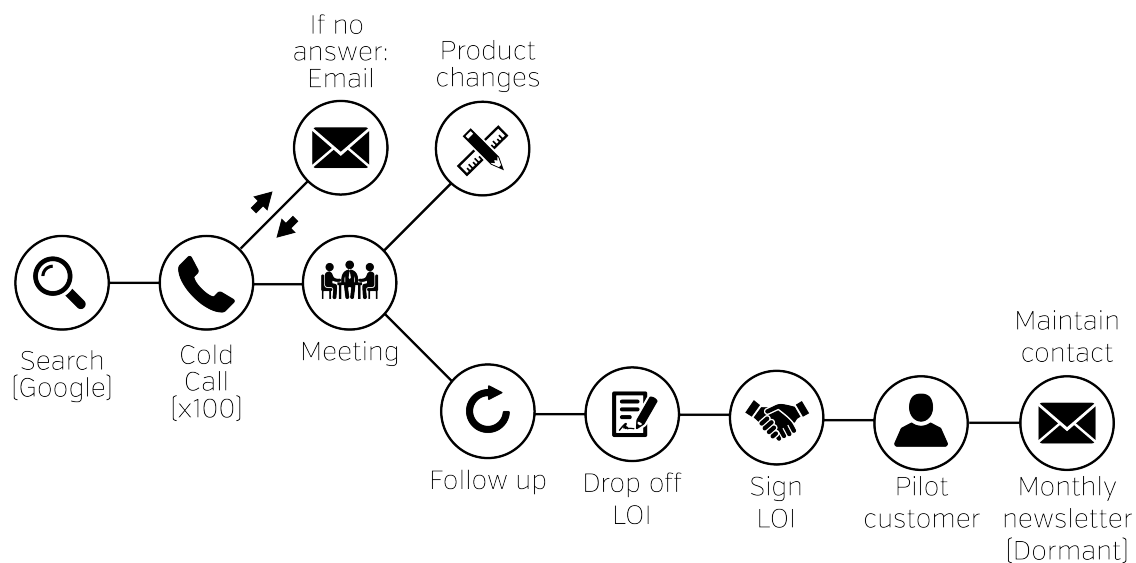 If no
answer:
Email
Product
changes
Search
[Google]
Cold
Call
[x100]
Meeting
Follow up
Drop off
LOI
Sign
LOI
Pilot
customer
Maintain
contact
Monthly
newsletter
[Dormant]